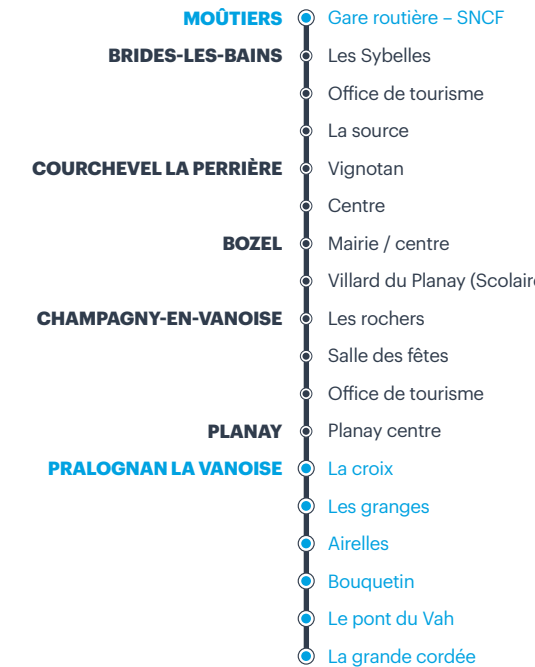 MOÛTIERS Gare routière – SNCF
BRIDES-LES-BAINS Les Sybelles
Office de tourisme
La source
COURCHEVEL LA PERRIÈRE Vignotan
Centre
BOZEL Mairie / centre
Villard du Planay (Scolaire
CHAMPAGNY-EN-VANOISE Les rochers
Salle des fêtes
Office de tourisme
PLANAY Planay centre
PRALOGNAN LA VANOISE La croix
Les granges
Airelles
Bouquetin
Le pont du Vah
La grande cordée